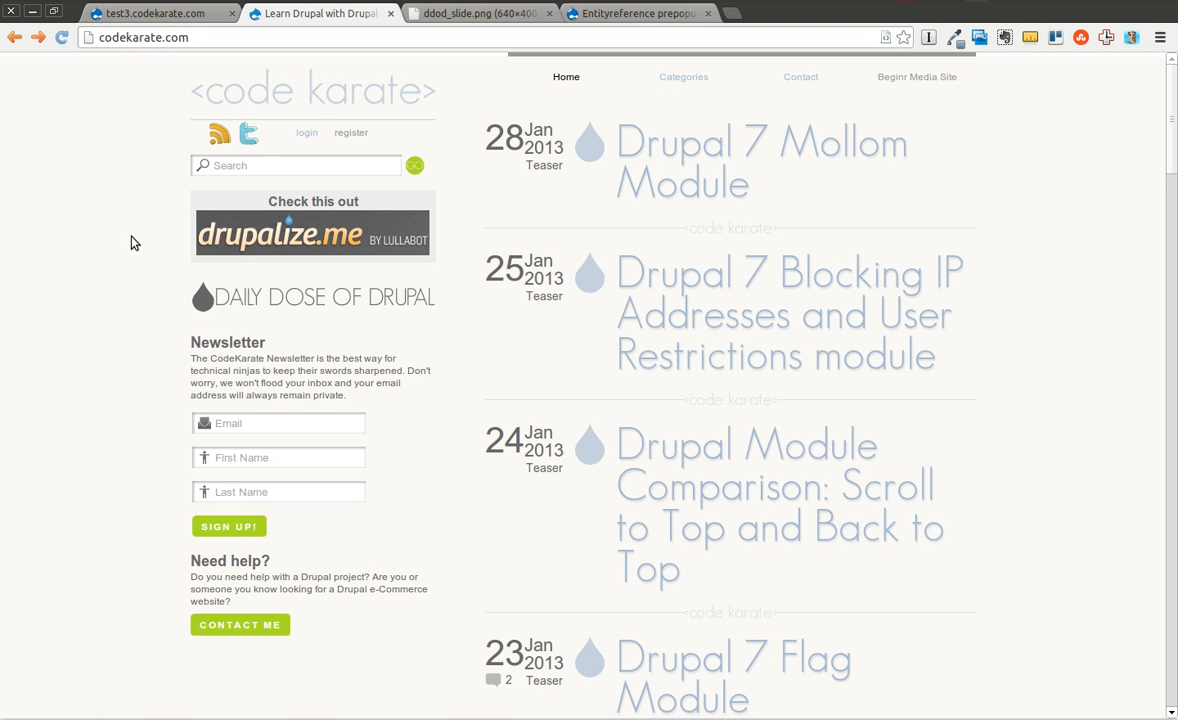 test3.codekarate.com
Learn Drupal with Drupal
ddod_slide.png (640×400
Entityreference prepopu
codekarate.com
<code karate>
login register
Search
GO
Check this out
drupalize.me BY LULLABOT
DAILY DOSE OF DRUPAL
Newsletter
The CodeKarate Newsletter is the best way for
technical ninjas to keep their swords sharpened. Don't
worry, we won't flood your inbox and your email
address will always remain private.
Email
First Name
Last Name
SIGN UP!
Need help?
Do you need help with a Drupal project? Are you or
someone you know looking for a Drupal e-Commerce
website?
CONTACT ME
Home Categories Contact Beginr Media Site
28 Jan
2013
Teaser
Drupal 7 Mollom
Module
<code karate>
25 Jan
2013
Teaser
Drupal 7 Blocking IP
Addresses and User
Restrictions module
<code karate>
24 Jan
2013
Teaser
Drupal Module
Comparison: Scroll
to Top and Back to
Top
<code karate>
23 Jan
2013
2 Teaser
Drupal 7 Flag
Module